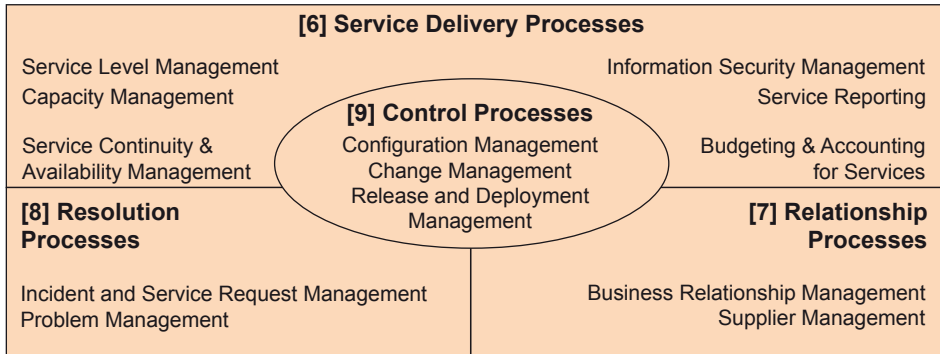 [6] Service Delivery Processes
Service Level Management
Capacity Management
Service Continuity &
Availability Management
Information Security Management
Service Reporting
Budgeting & Accounting
for Services
[9] Control Processes
Configuration Management
Change Management
Release and Deployment
Management
[8] Resolution
Processes
Incident and Service Request Management
Problem Management
[7] Relationship
Processes
Business Relationship Management
Supplier Management